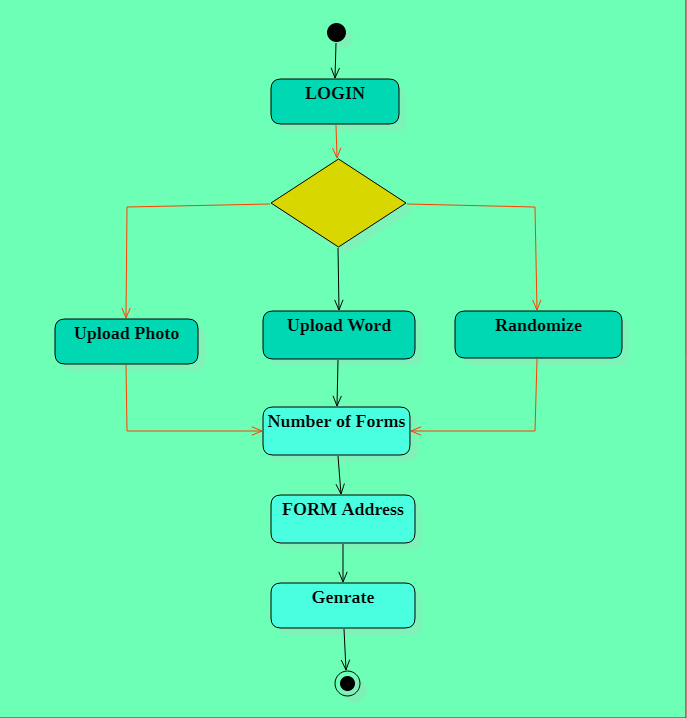 LOGIN
Upload Photo
Upload Word
Randomize
Number of Forms
FORM Address
Genrate